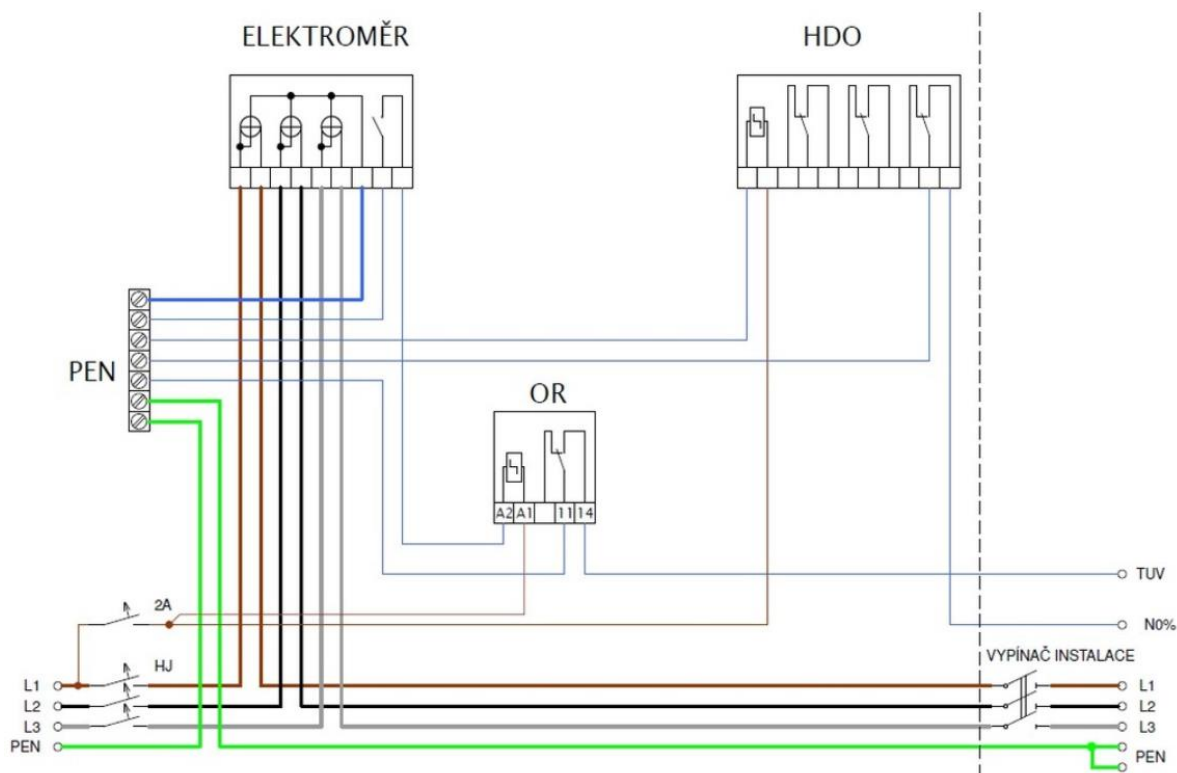 ELEKTROMĚR
HDO
PEN
OR
A2 A1 11 14
TUV
2A
N0%
HJ
VYPÍNAČ INSTALACE
L1
L1
L2
L2
L3
L3
PEN
PEN